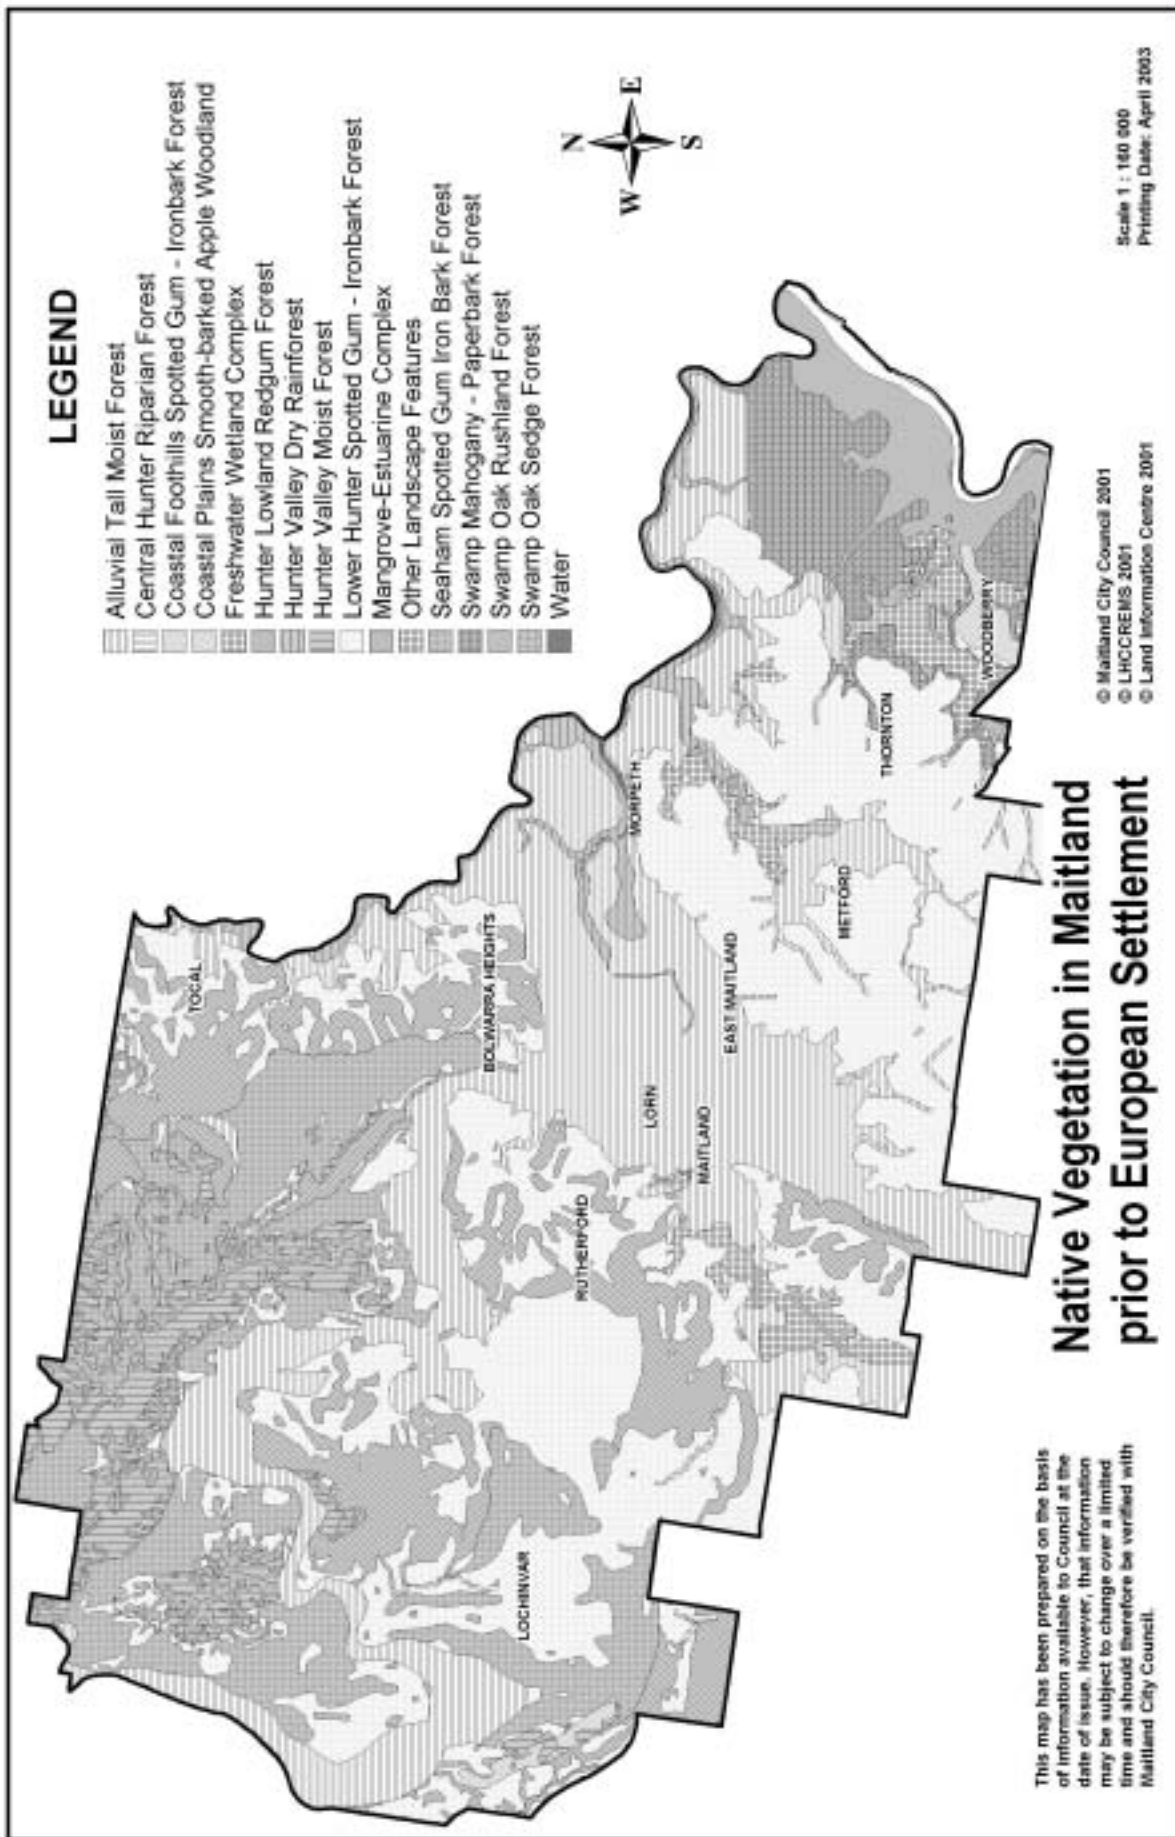 LEGEND
Alluvial Tall Moist Forest
Central Hunter Riparian Forest
Coastal Foothills Spotted Gum - Ironbark Forest
Coastal Plains Smooth-barked Apple Woodland
Freshwater Wetland Complex
Hunter Lowland Redgum Forest
Hunter Valley Dry Rainforest
Hunter Valley Moist Forest
Lower Hunter Spotted Gum - Ironbark Forest
Mangrove-Estuarine Complex
Other Landscape Features
Seaham Spotted Gum Iron Bark Forest
Swamp Mahogany - Paperbark Forest
Swamp Oak Rushland Forest
Swamp Oak Sedge Forest
Water
N
W
E
S
TOCAL
BOLWARRA HEIGHTS
LOCHINVAR
RUTHERFORD
LORN
MORPETH
MAITLAND
EAST MAITLAND
METFORD
THORNTON
WOODBERRY
This map has been prepared on the basis
of information available to Council at the
date of issue. However, that information
may be subject to change over a limited
time and should therefore be verified with
Maitland City Council.
Native Vegetation in Maitland
prior to European Settlement
© Maitland City Council 2001
© LHCCREMS 2001
© Land Information Centre 2001
Scale 1 : 160 000
Printing Date: April 2003